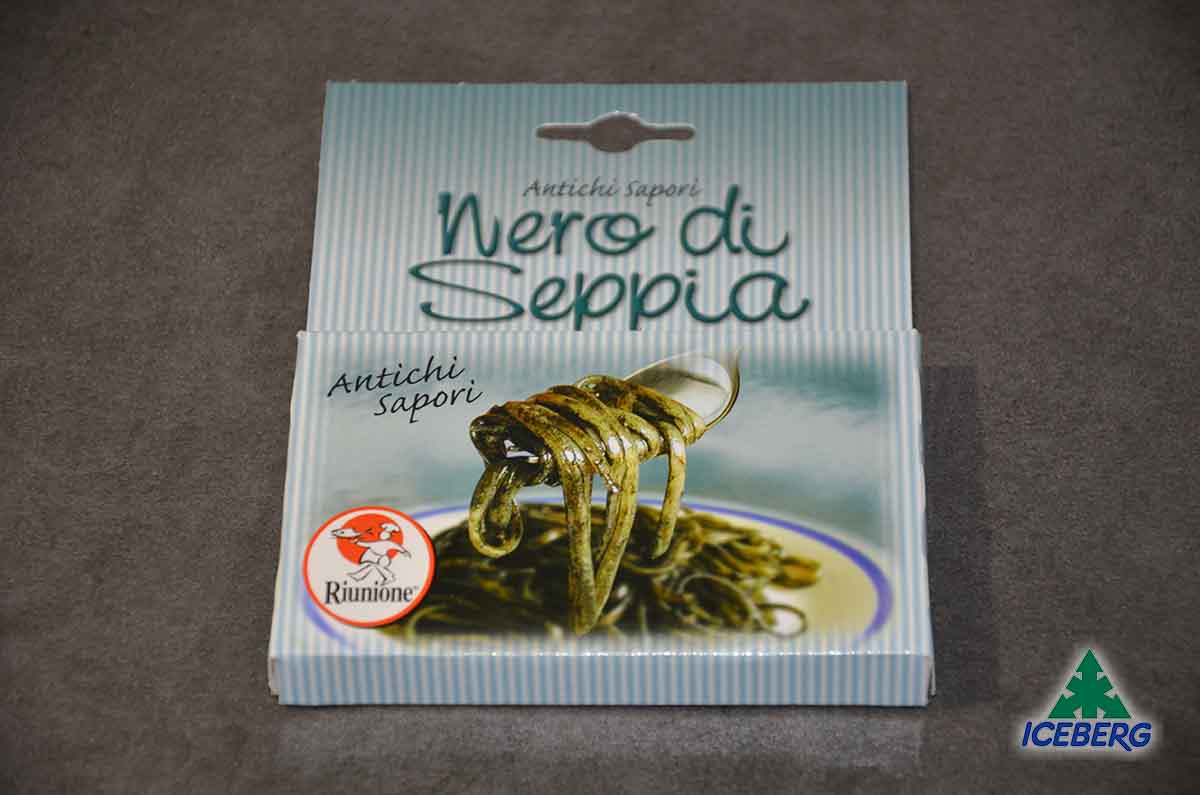 Antichi Sapori
Nero di
Seppia
Antichi
Sapori
Riunione®
ICEBERG